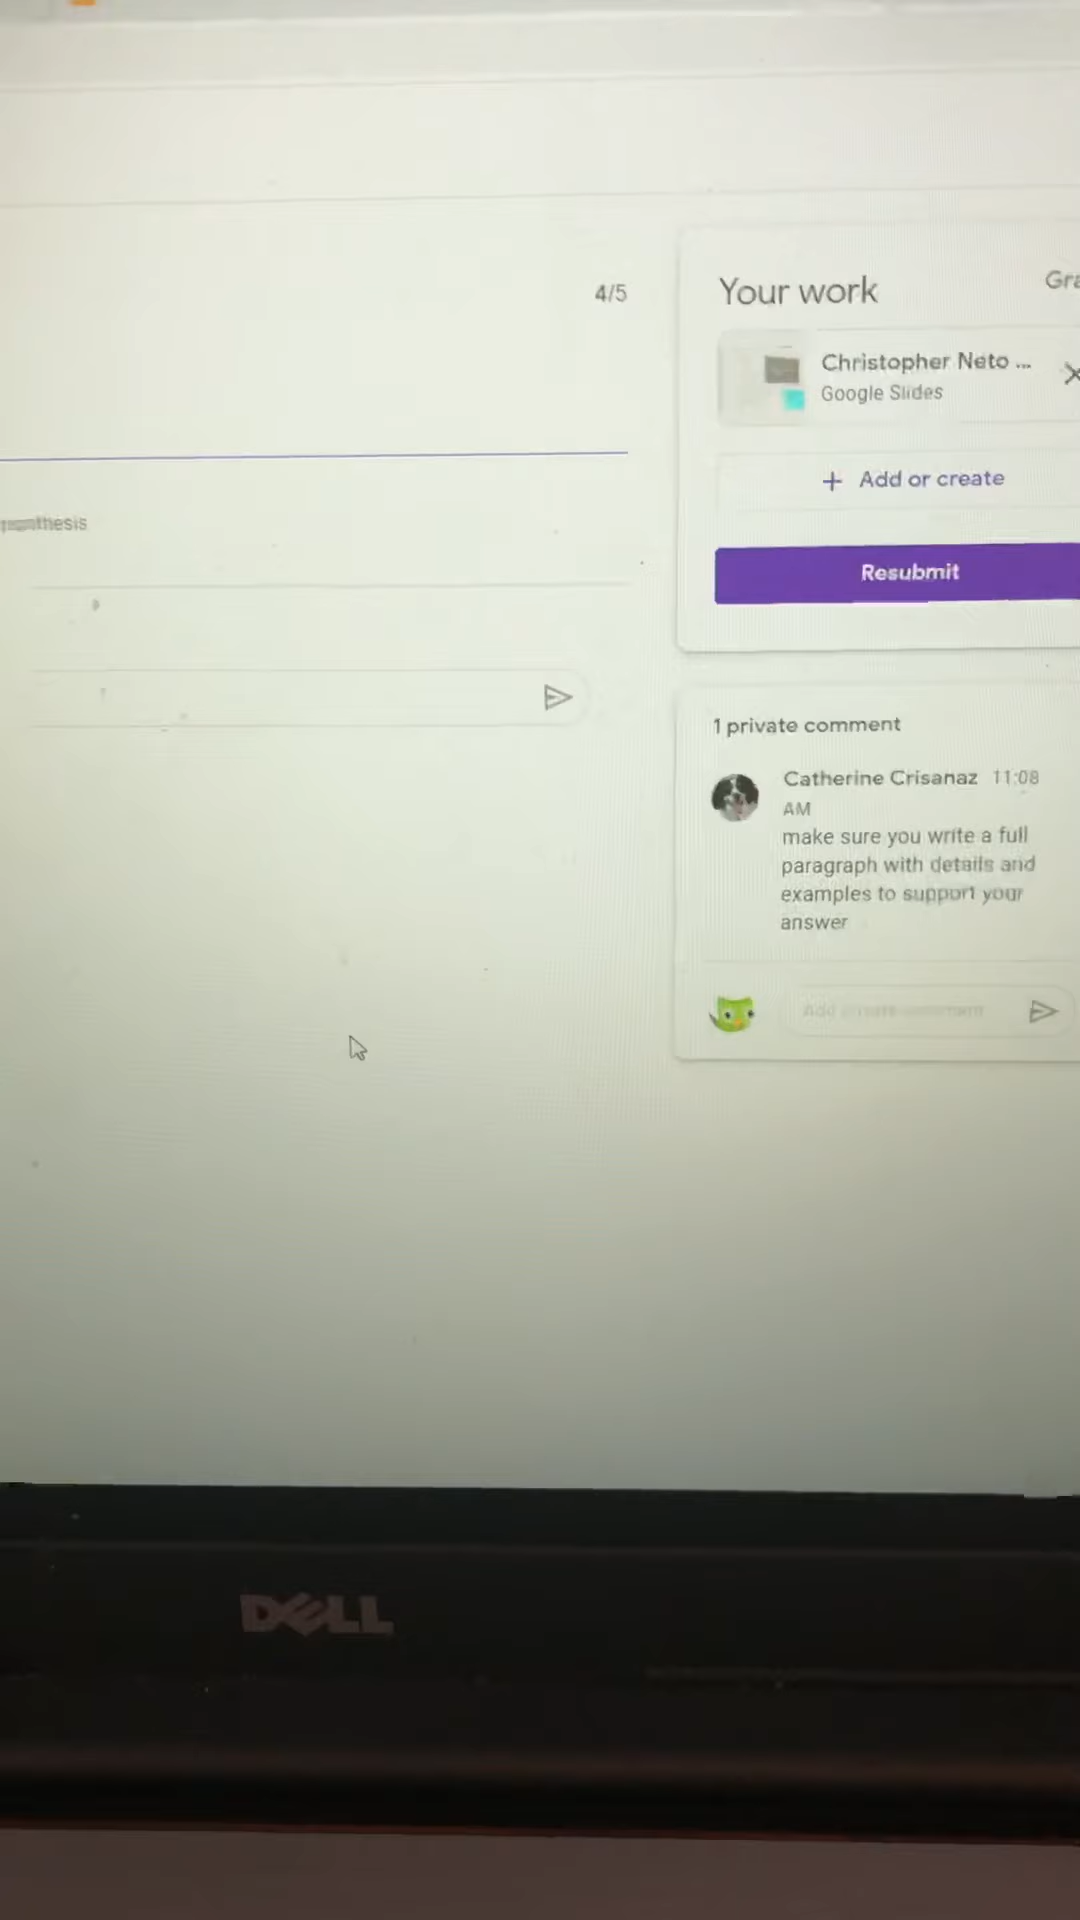 4/5
Your work
Christopher Neto ...
Google Slides
+ Add or create
Resubmit
1 private comment
Catherine Crisanaz 11:08
AM
make sure you write a full
paragraph with details and
examples to support your
answer
DELL